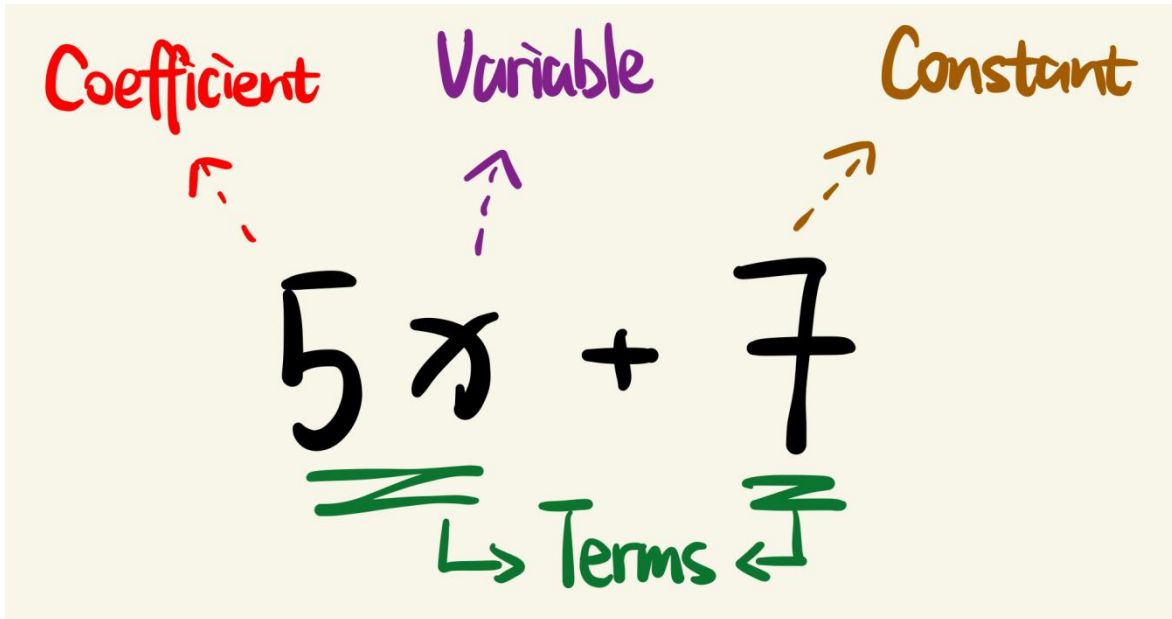 Coefficient Variable Constant
5x + 7
Terms